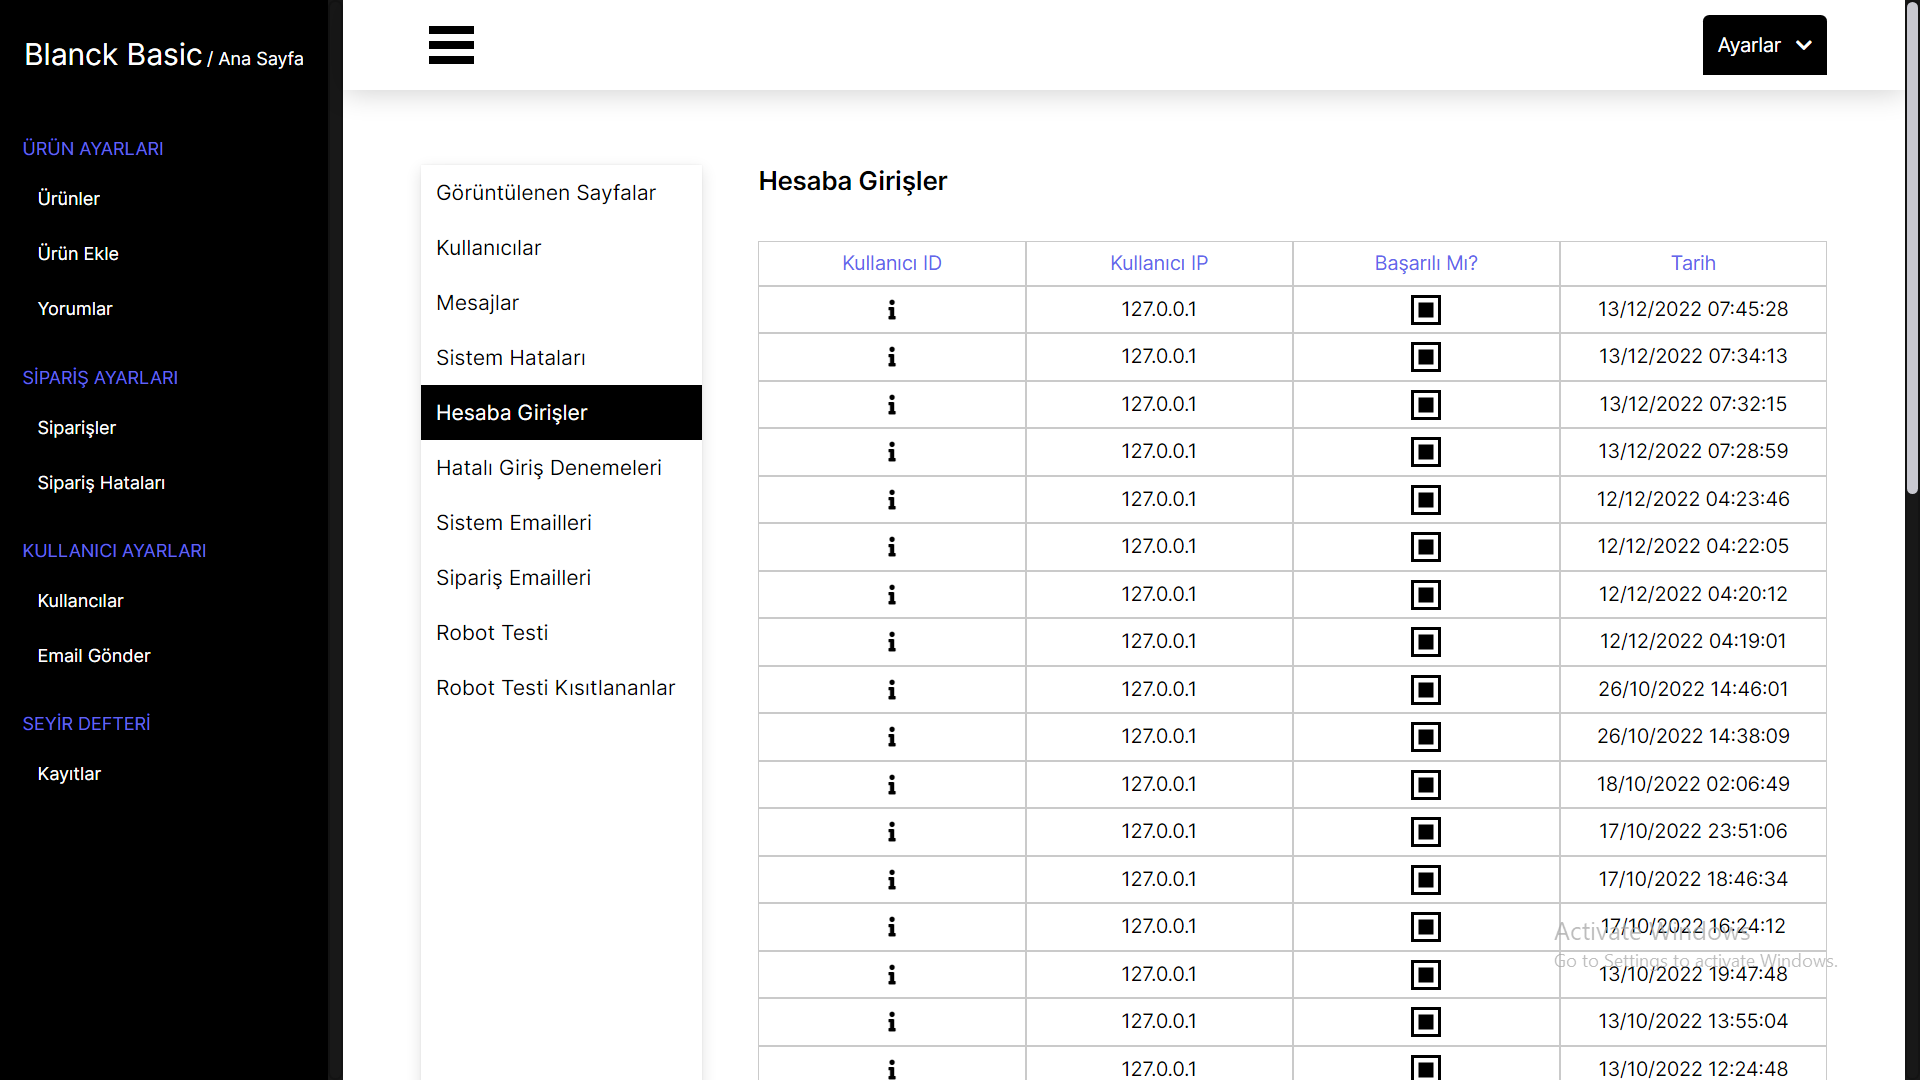 Blanck Basic / Ana Sayfa
ÜRÜN AYARLARI
Ürünler
Ürün Ekle
Yorumlar
SİPARİŞ AYARLARI
Siparişler
Sipariş Hataları
KULLANICI AYARLARI
Kullancılar
Email Gönder
SEYİR DEFTERİ
Kayıtlar
Ayarlar
Görüntülenen Sayfalar
Kullanıcılar
Mesajlar
Sistem Hataları
Hesaba Girişler
Hatalı Giriş Denemeleri
Sistem Emailleri
Sipariş Emailleri
Robot Testi
Robot Testi Kısıtlananlar
Hesaba Girişler
Kullanıcı ID Kullanıcı IP Başarılı Mı? Tarih
127.0.0.1 13/12/2022 07:45:28
127.0.0.1 13/12/2022 07:34:13
127.0.0.1 13/12/2022 07:32:15
127.0.0.1 13/12/2022 07:28:59
127.0.0.1 12/12/2022 04:23:46
127.0.0.1 12/12/2022 04:22:05
127.0.0.1 12/12/2022 04:20:12
127.0.0.1 12/12/2022 04:19:01
127.0.0.1 26/10/2022 14:46:01
127.0.0.1 26/10/2022 14:38:09
127.0.0.1 18/10/2022 02:06:49
127.0.0.1 17/10/2022 23:51:06
127.0.0.1 17/10/2022 18:46:34
127.0.0.1 17/10/2022 16:24:12
127.0.0.1 13/10/2022 19:47:48
127.0.0.1 13/10/2022 13:55:04
127.0.0.1 13/10/2022 12:24:48
Activate Windows
Go to Settings to activate Windows.